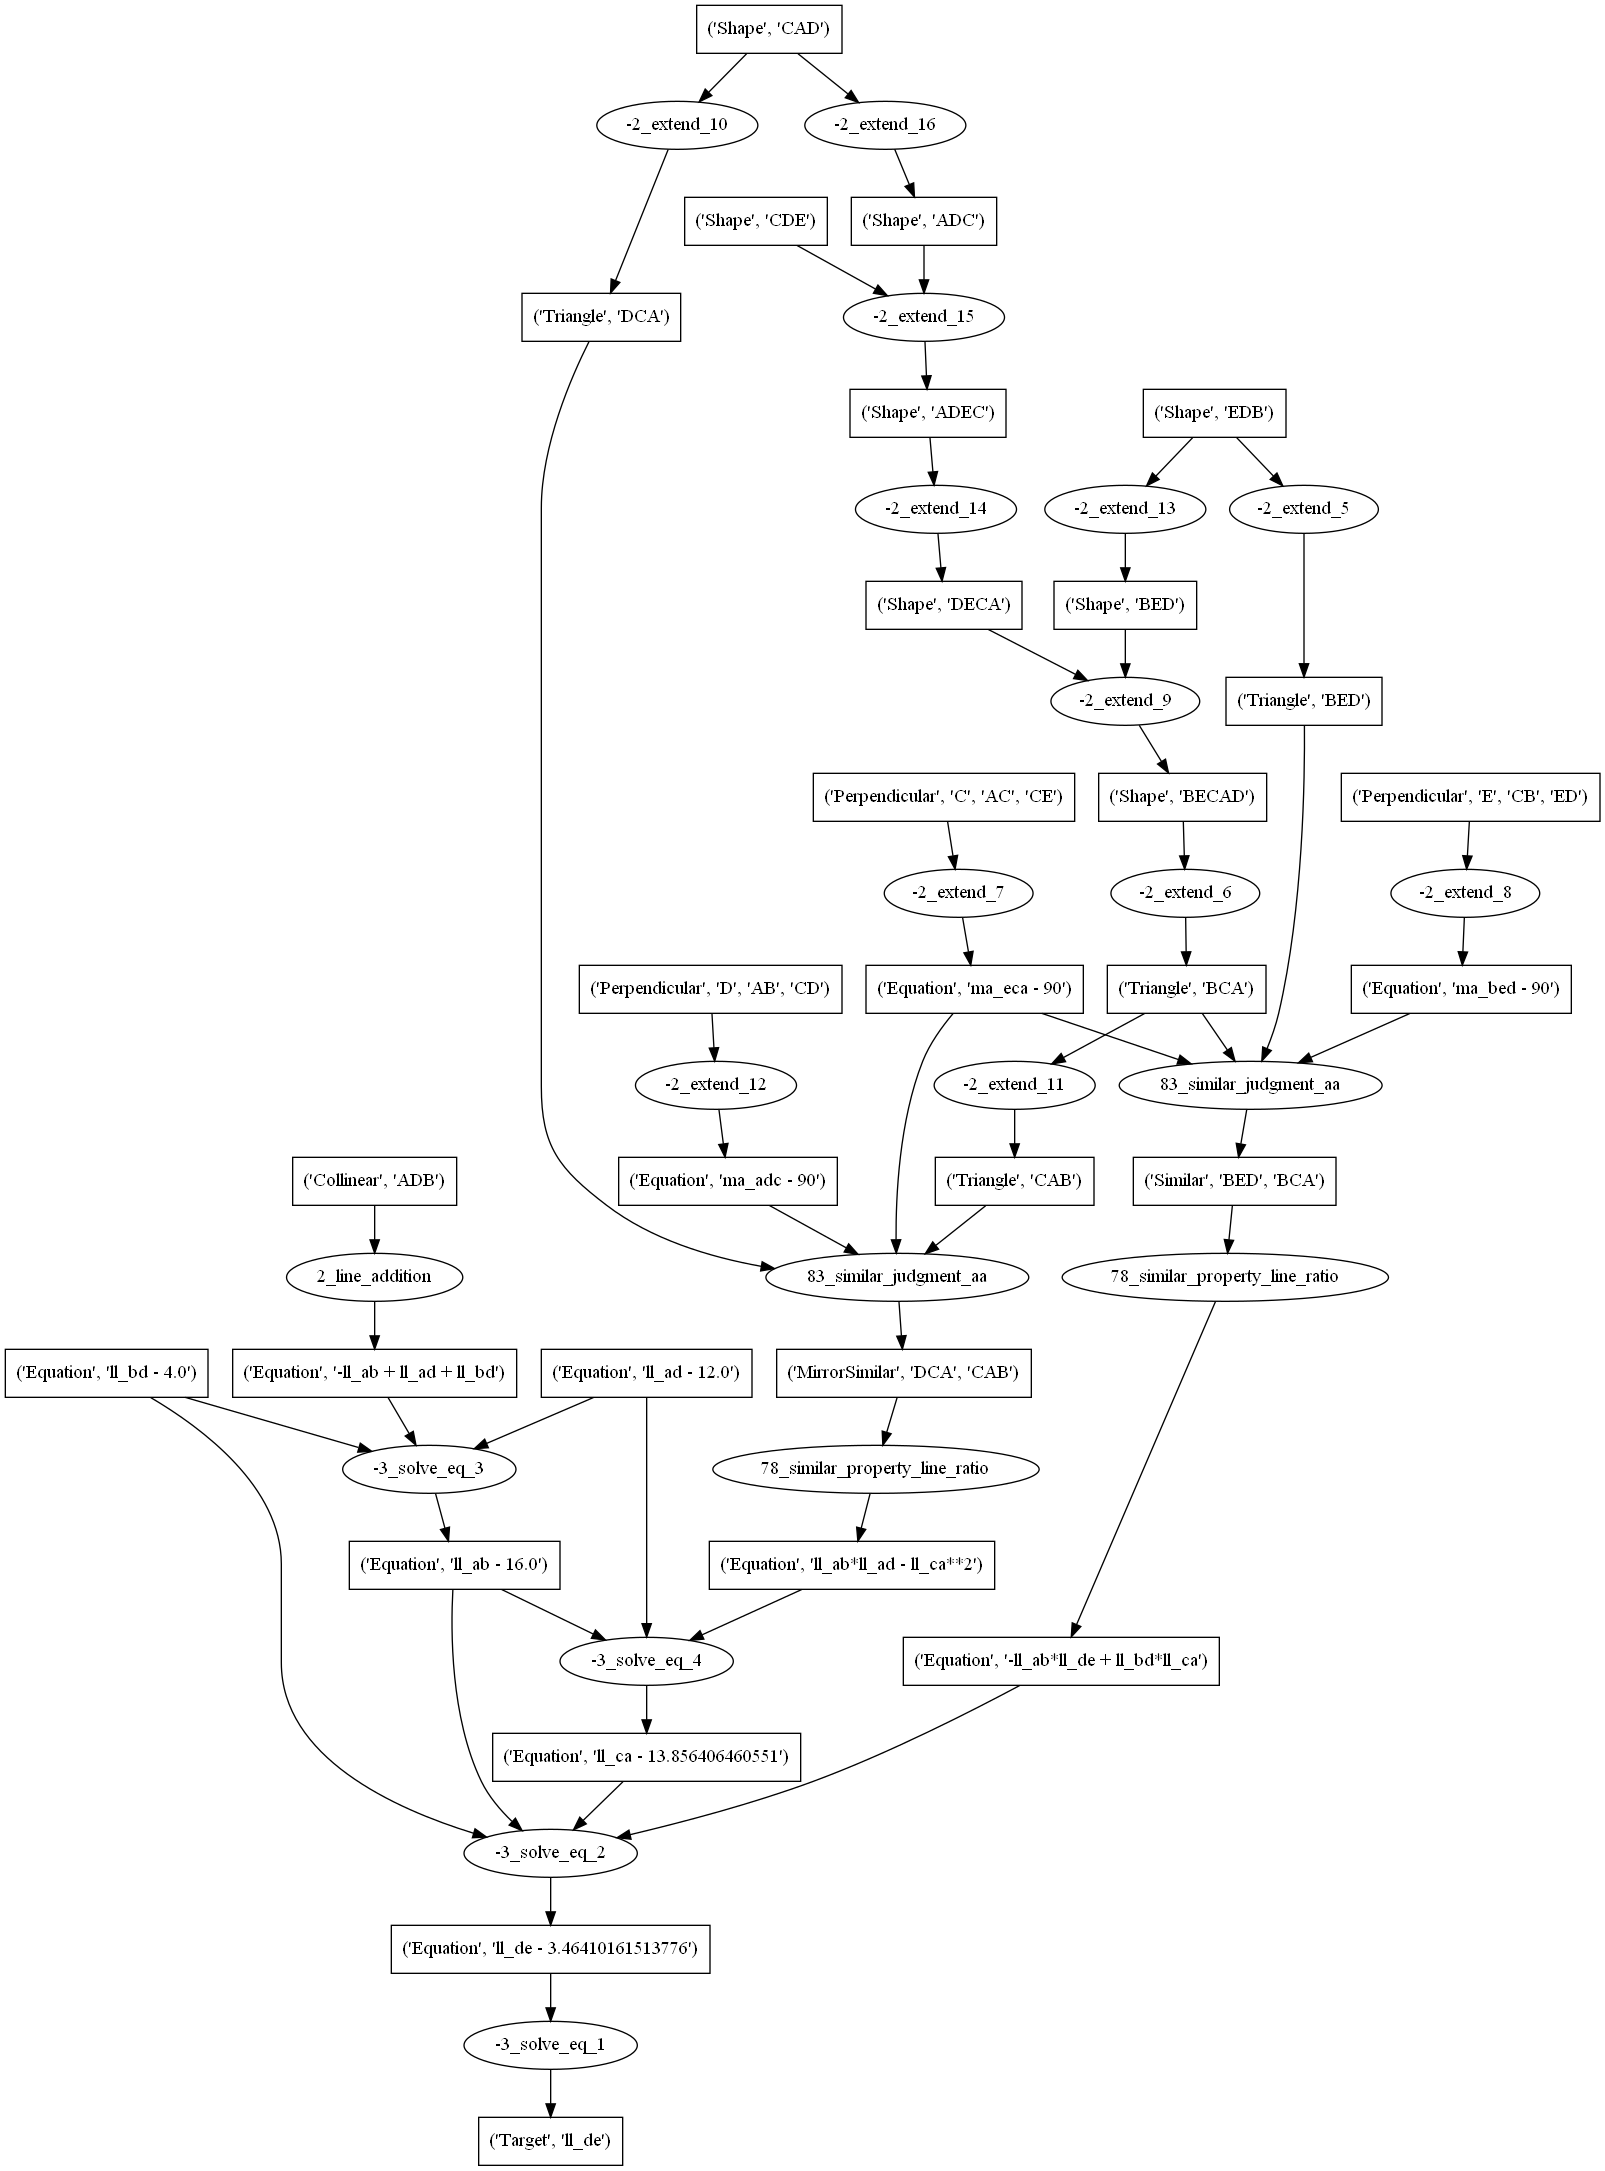 ('Shape', 'CAD')
-2_extend_10
-2_extend_16
('Shape', 'CDE')
('Shape', 'ADC')
('Triangle', 'DCA')
-2_extend_15
('Shape', 'ADEC')
('Shape', 'EDB')
-2_extend_14
-2_extend_13
-2_extend_5
('Shape', 'DECA')
('Shape', 'BED')
-2_extend_9
('Triangle', 'BED')
('Perpendicular', 'C', 'AC', 'CE')
('Shape', 'BECAD')
('Perpendicular', 'E', 'CB', 'ED')
-2_extend_7
-2_extend_6
-2_extend_8
('Perpendicular', 'D', 'AB', 'CD')
('Equation', 'ma_eca - 90')
('Triangle', 'BCA')
('Equation', 'ma_bed - 90')
-2_extend_12
-2_extend_11
83_similar_judgment_aa
('Collinear', 'ADB')
('Equation', 'ma_adc - 90')
('Triangle', 'CAB')
('Similar', 'BED', 'BCA')
2_line_addition
83_similar_judgment_aa
78_similar_property_line_ratio
('Equation', 'll_bd - 4.0')
('Equation', '-ll_ab + ll_ad + ll_bd')
('Equation', 'll_ad - 12.0')
('MirrorSimilar', 'DCA', 'CAB')
-3_solve_eq_3
78_similar_property_line_ratio
('Equation', 'll_ab - 16.0')
('Equation', 'll_ab*ll_ad - ll_ca**2')
-3_solve_eq_4
('Equation', '-ll_ab*ll_de + ll_bd*ll_ca')
('Equation', 'll_ca - 13.856406460551')
-3_solve_eq_2
('Equation', 'll_de - 3.46410161513776')
-3_solve_eq_1
('Target', 'll_de')